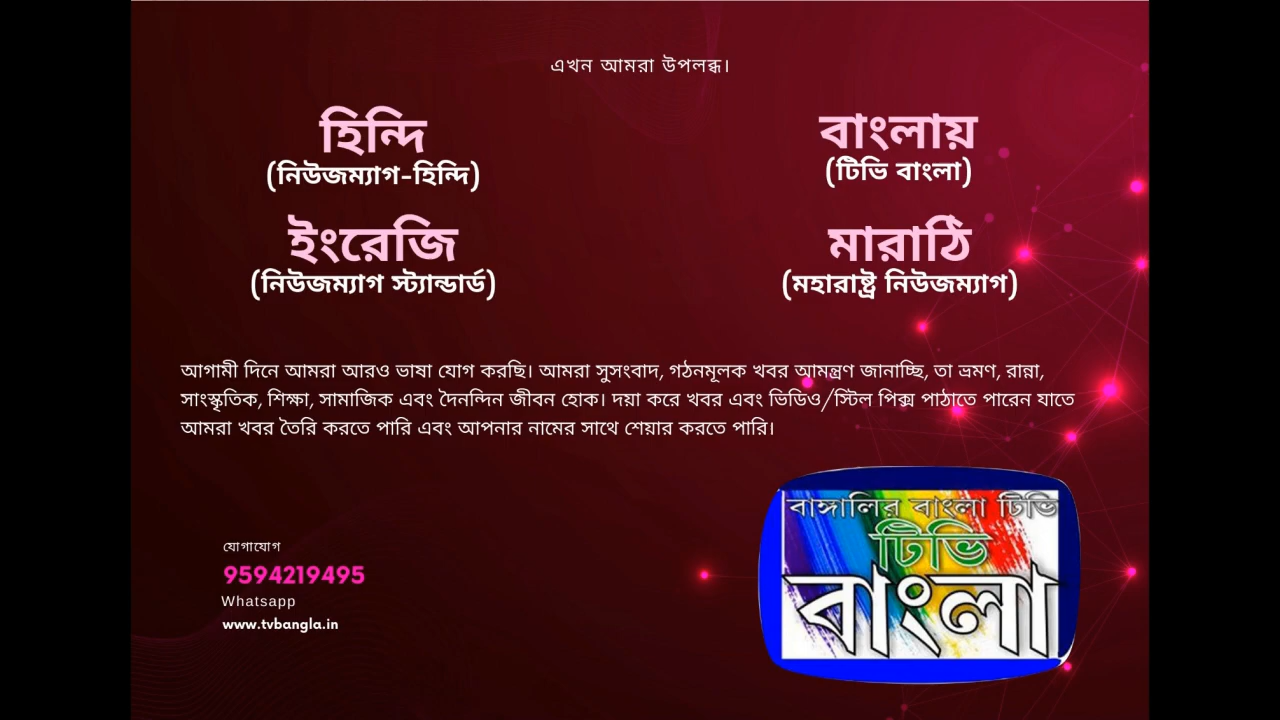 এখন আমরা উপলব্ধ।
হিন্দি
(নিউজম্যাগ-হিন্দি)
বাংলায়
(টিভি বাংলা)
ইংরেজি
(নিউজম্যাগ স্ট্যান্ডার্ড)
মারাঠি
(মহারাষ্ট্র নিউজম্যাগ)
আগামী দিনে আমরা আরও ভাষা যোগ করছি। আমরা সুসংবাদ, গঠনমূলক খবর আমন্ত্রণ জানাচ্ছি, তা ভ্রমণ, রান্না,
সাংস্কৃতিক, শিক্ষা, সামাজিক এবং দৈনন্দিন জীবন হোক। দয়া করে খবর এবং ভিডিও/স্টিল পিক্স পাঠাতে পারেন যাতে
আমরা খবর তৈরি করতে পারি এবং আপনার নামের সাথে শেয়ার করতে পারি।
যোগাযোগ
9594219495
Whatsapp
www.tvbangla.in
বাঙ্গালির বাংলা টিভি
টিভি
বাংলা